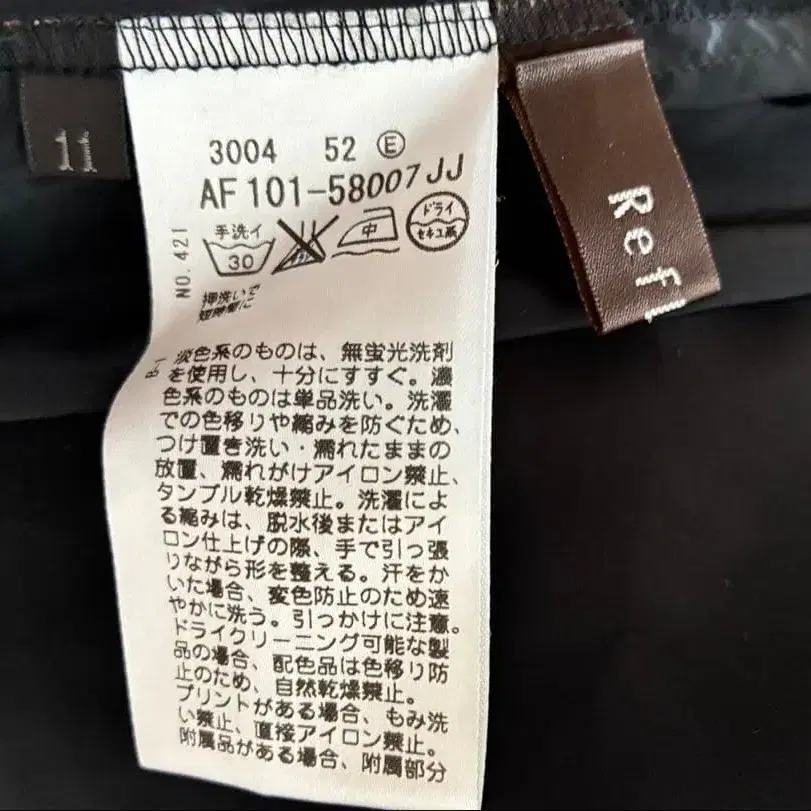 11
3004 52 Ⓔ
AF101-58007JJ
手洗イ
30
中
ドライ
セキユ系
NO.421
押洗いで
短時間に
B-1
淡色系のものは、無蛍光洗剤
を使用し、十分にすすぐ。濃
色系のものは単品洗い。洗濯
での色移りや縮みを防ぐため、
つけ置き洗い・濡れたままの
放置、濡れがけアイロン禁止、
タンブル乾燥禁止。洗濯によ
る縮みは、脱水後またはアイ
ロン仕上げの際、手で引っ張
りながら形を整える。汗をか
いた場合、変色防止のため速
やかに洗う。引っかけに注意。
ドライクリーニング可能な製
品の場合、配色品は色移り防
止のため、自然乾燥禁止。
プリントがある場合、もみ洗
い禁止、直接アイロン禁止。
附属品がある場合、附属部分
Ref